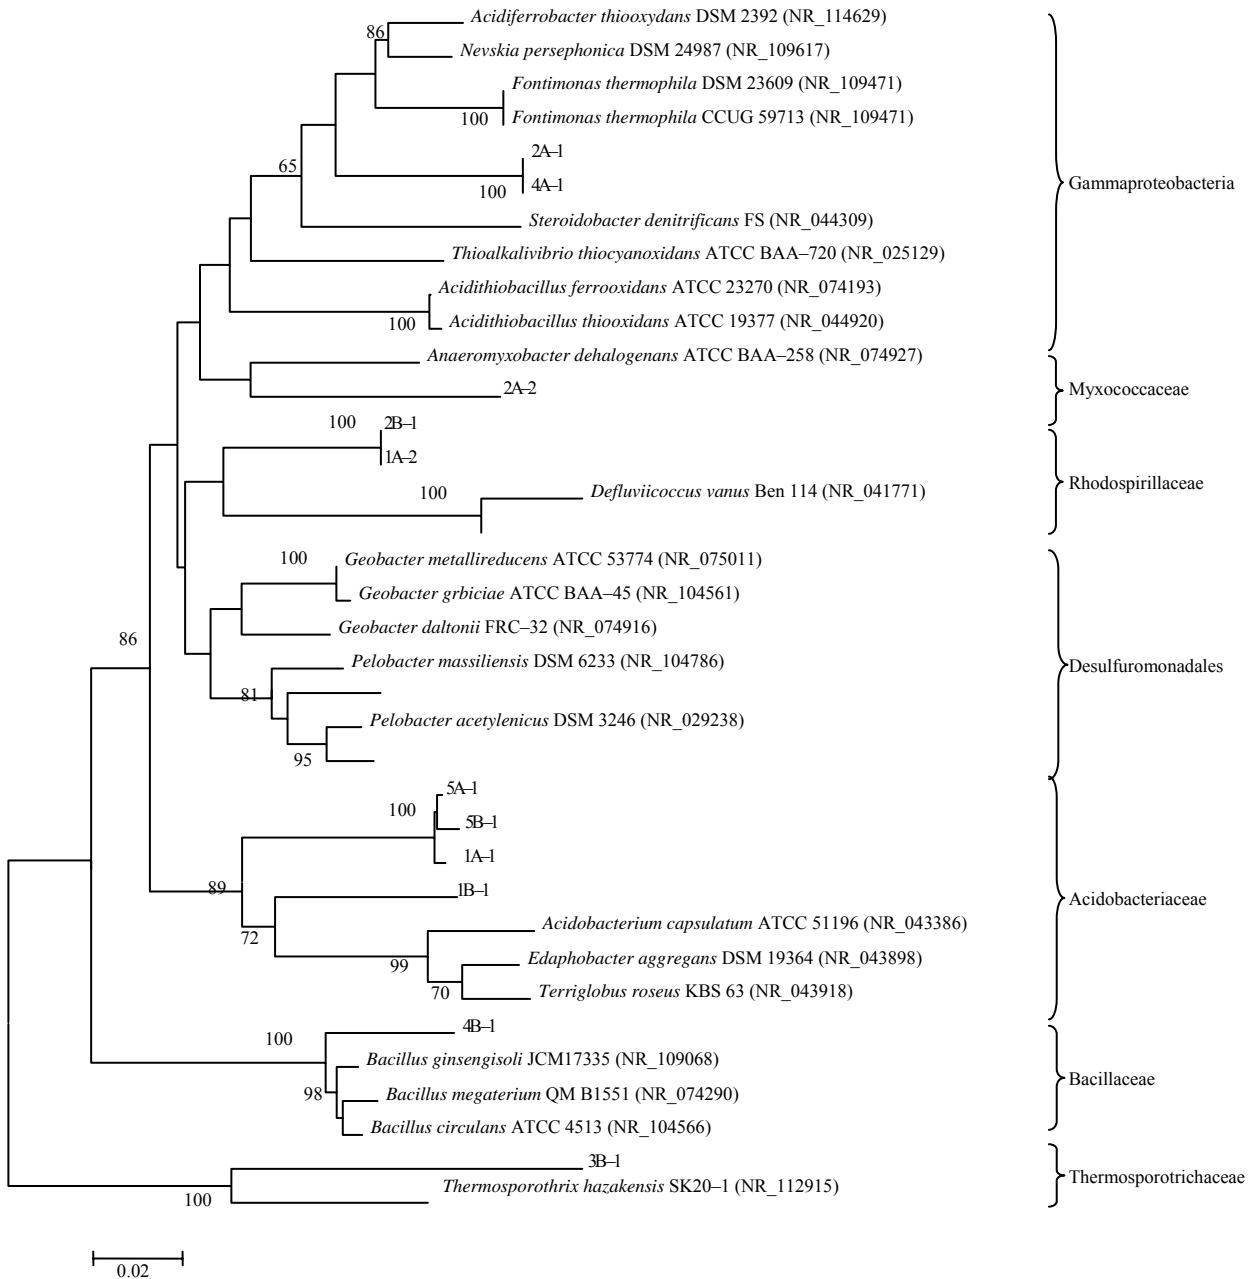 Acidiferrobacter thiooxydans DSM 2392 (NR_114629)
86
Nevskia persephonica DSM 24987 (NR_109617)
Fontimonas thermophila DSM 23609 (NR_109471)
100
Fontimonas thermophila CCUG 59713 (NR_109471)
2A–1
65
100
4A–1
Gammaproteobacteria
Steroidobacter denitrificans FS (NR_044309)
Thioalkalivibrio thiocyanoxidans ATCC BAA–720 (NR_025129)
Acidithiobacillus ferrooxidans ATCC 23270 (NR_074193)
100
Acidithiobacillus thiooxidans ATCC 19377 (NR_044920)
Anaeromyxobacter dehalogenans ATCC BAA–258 (NR_074927)
2A–2
Myxococcaceae
100
2B–1
1A–2
100
Defluviicoccus vanus Ben 114 (NR_041771)
Rhodospirillaceae
100
Geobacter metallireducens ATCC 53774 (NR_075011)
Geobacter grbiciae ATCC BAA–45 (NR_104561)
Geobacter daltonii FRC–32 (NR_074916)
86
Pelobacter massiliensis DSM 6233 (NR_104786)
Desulfuromonadales
81
Pelobacter acetylenicus DSM 3246 (NR_029238)
95
5A–1
100
5B–1
1A–1
89
1B–1
Acidobacteriaceae
Acidobacterium capsulatum ATCC 51196 (NR_043386)
72
Edaphobacter aggregans DSM 19364 (NR_043898)
99
70
Terriglobus roseus KBS 63 (NR_043918)
4B–1
100
Bacillus ginsengisoli JCM17335 (NR_109068)
Bacillaceae
98
Bacillus megaterium QM B1551 (NR_074290)
Bacillus circulans ATCC 4513 (NR_104566)
3B–1
Thermosporotrichaceae
Thermosporothrix hazakensis SK20–1 (NR_112915)
100
0.02